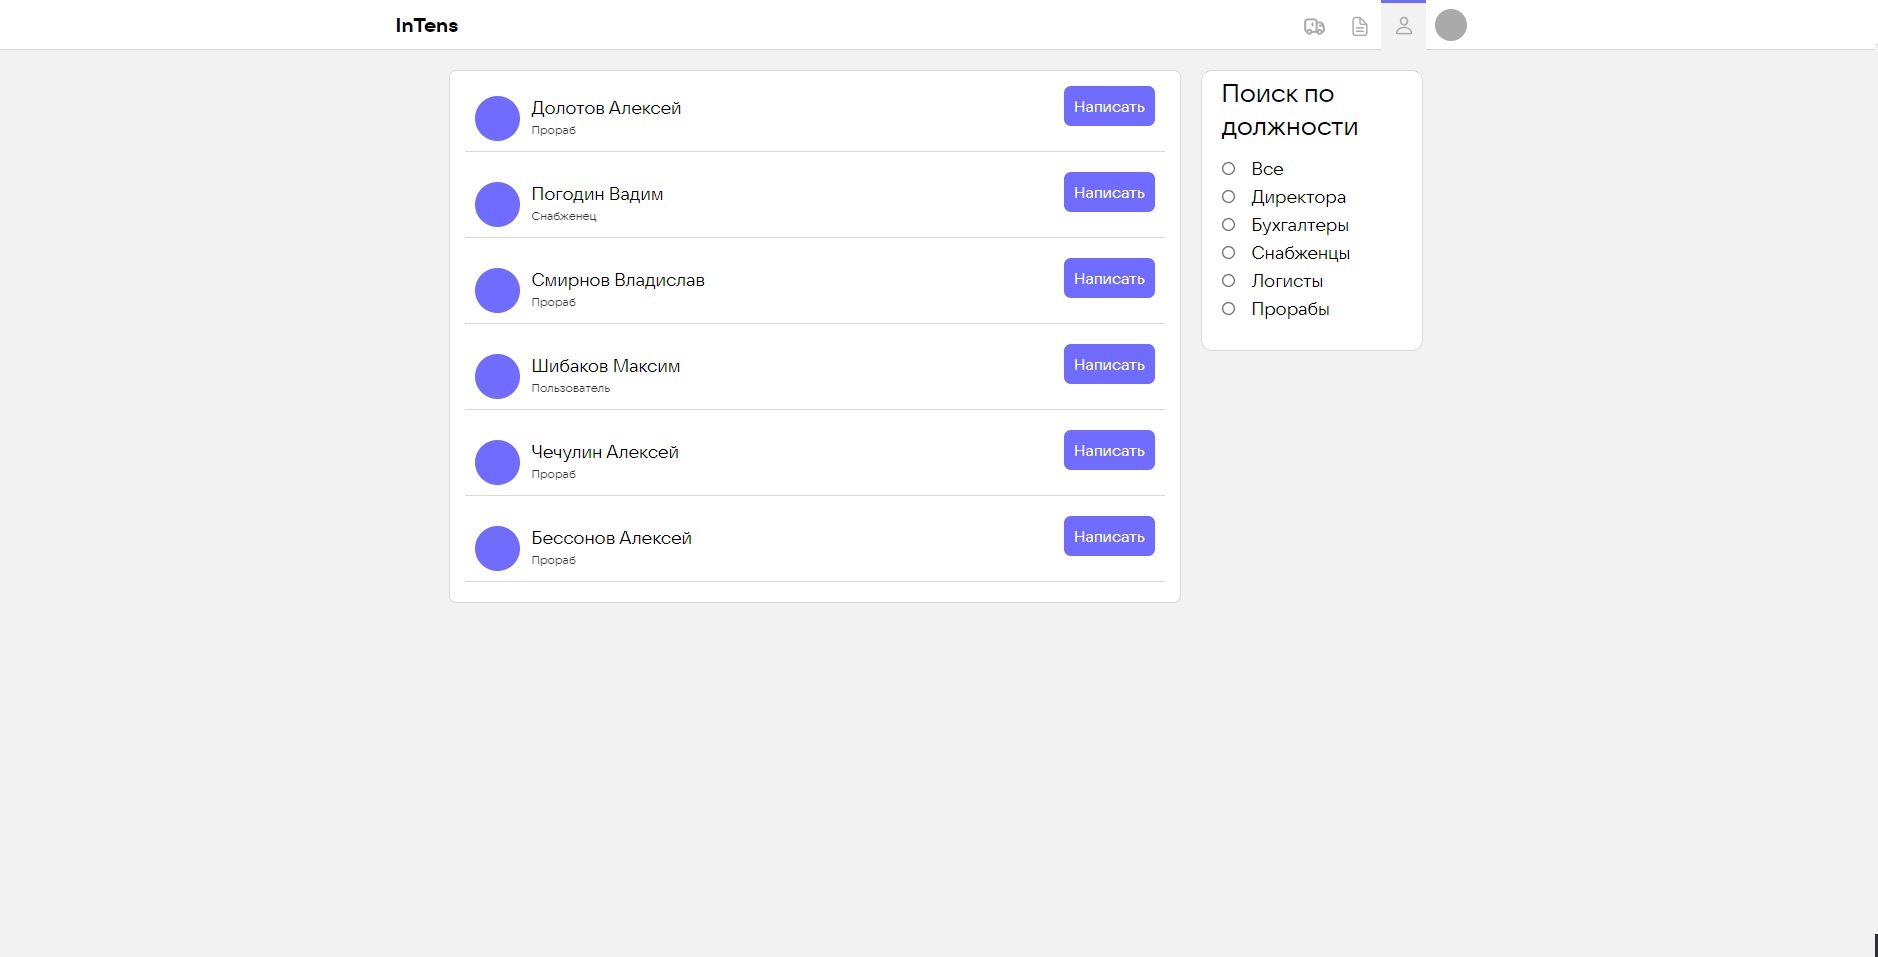 InTens
Долотов Алексей
Прораб
Написать
Погодин Вадим
Снабженец
Написать
Смирнов Владислав
Прораб
Написать
Шибаков Максим
Пользователь
Написать
Чечулин Алексей
Прораб
Написать
Бессонов Алексей
Прораб
Написать
Поиск по
должности
Все
Директора
Бухгалтеры
Снабженцы
Логисты
Прорабы